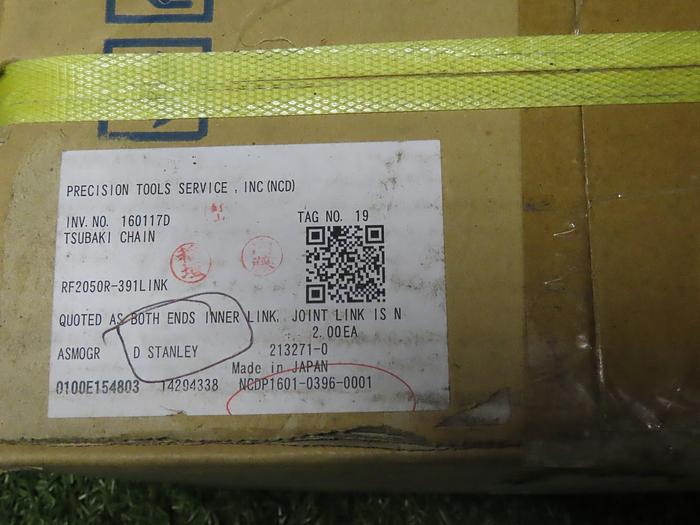 PRECISION TOOLS SERVICE , INC(NCD)
INV. NO. 160117D TAG NO. 19
TSUBAKI CHAIN
RF2050R-391LINK
QUOTED AS BOTH ENDS INNER LINK. JOINT LINK IS N
2.00EA
ASMOGR D STANLEY 213271-0
Made in JAPAN
0100E154803 14294338 NCDP1601-0396-0001